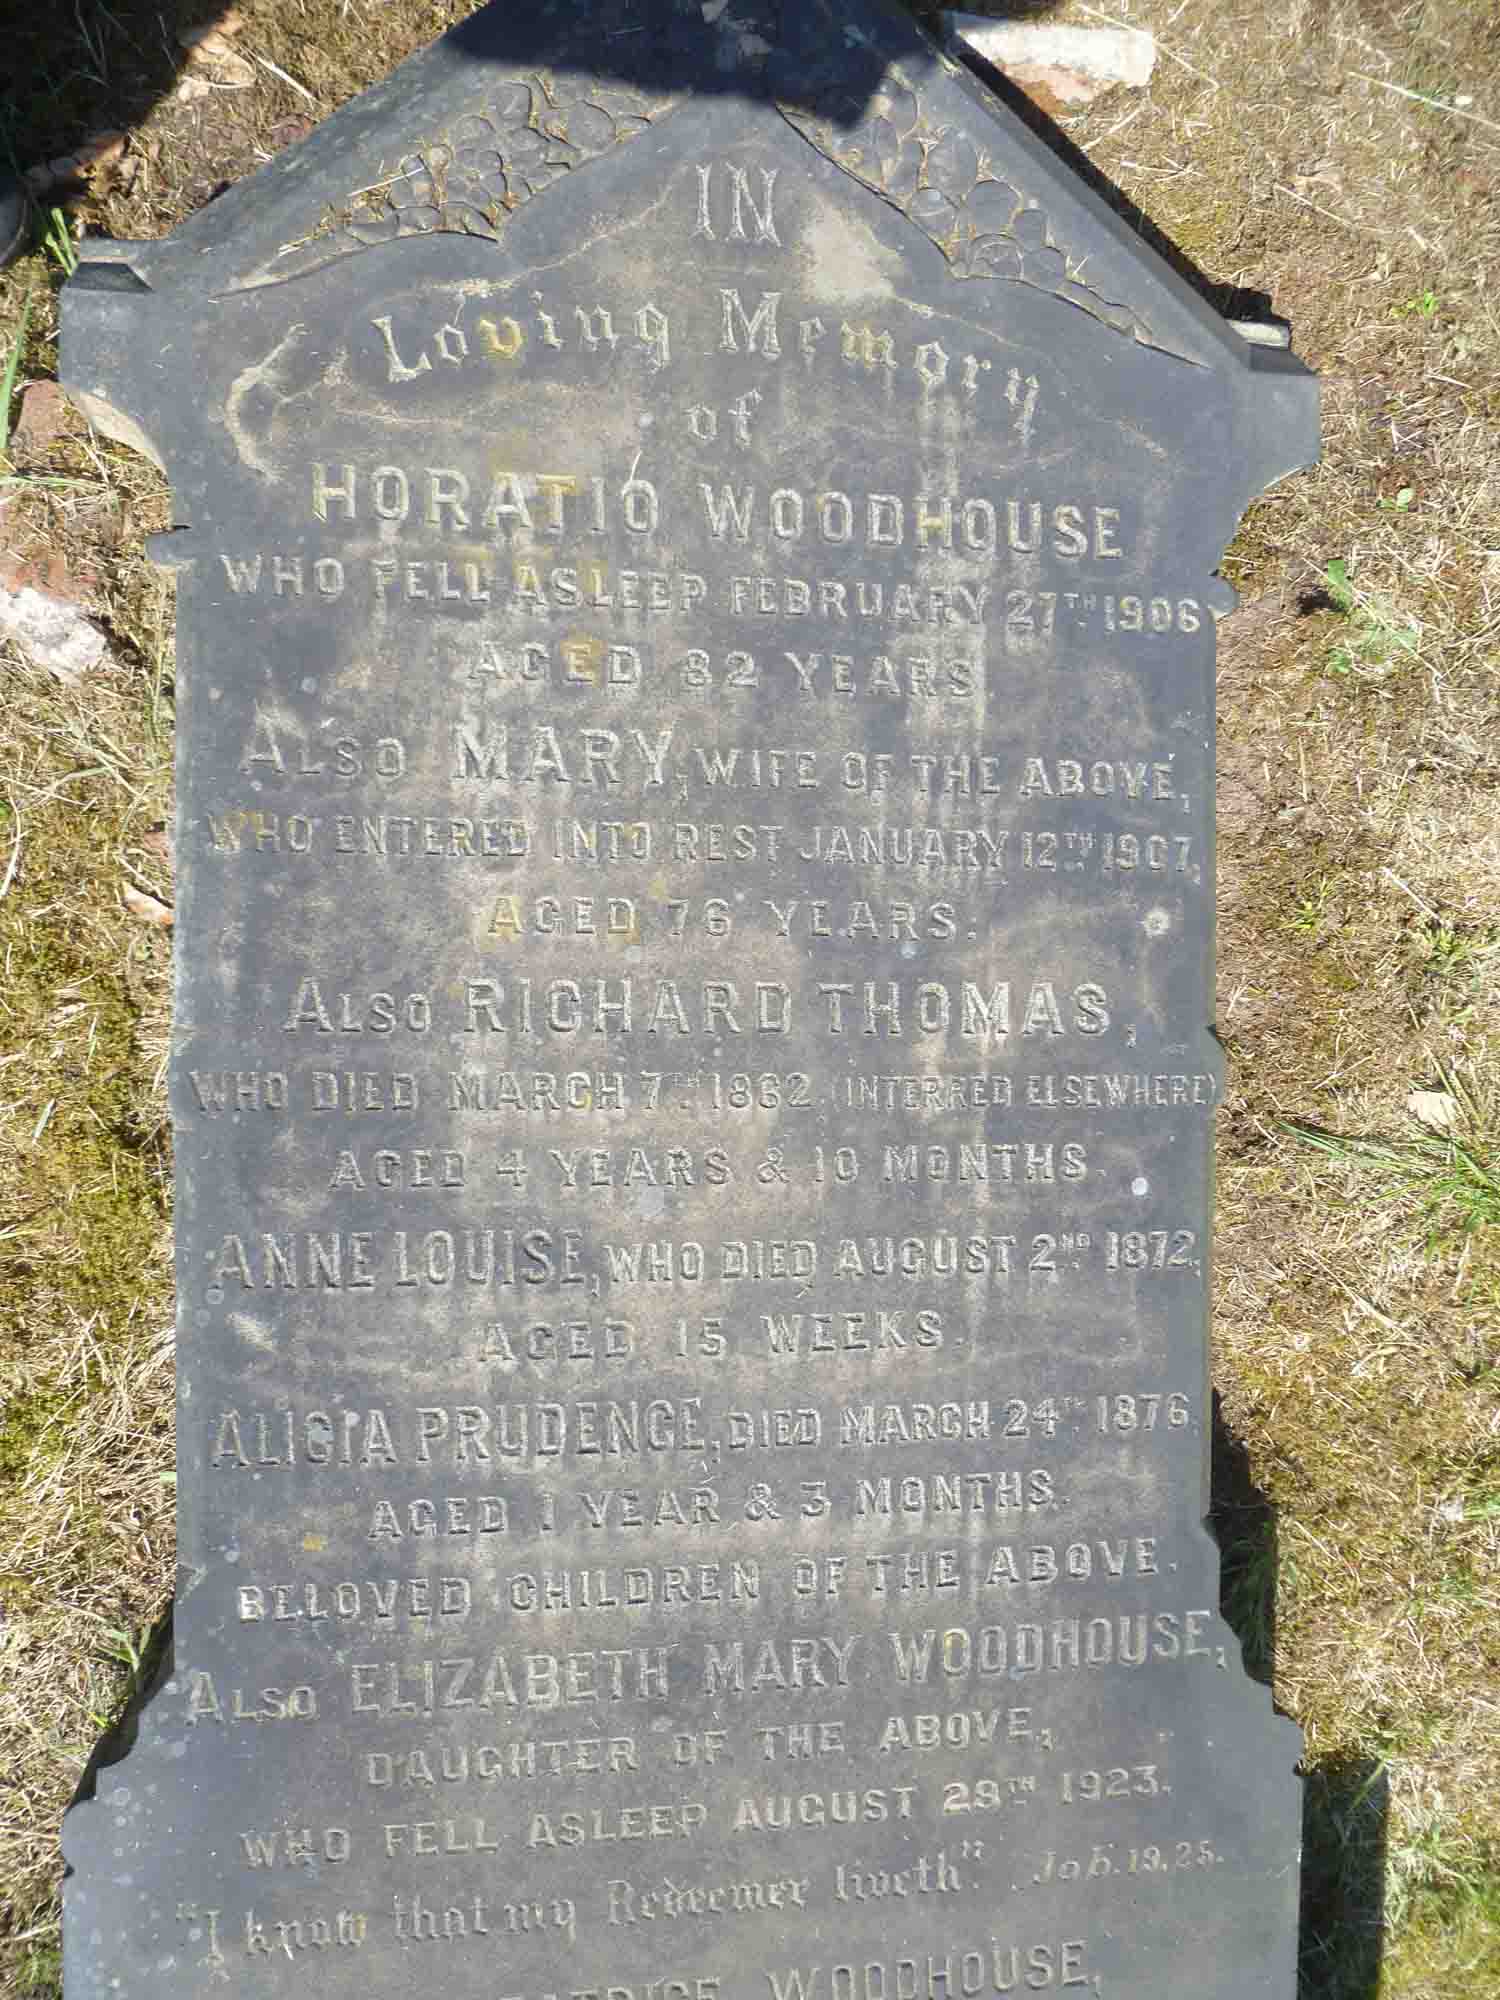 IN
Loving Memory
of
HORATIO WOODHOUSE
WHO FELL ASLEEP FEBRUARY 27TH 1906
AGED 82 YEARS
ALSO MARY, WIFE OF THE ABOVE,
WHO ENTERED INTO REST JANUARY 12TH 1907,
AGED 76 YEARS.
ALSO RICHARD THOMAS,
WHO DIED MARCH 7TH 1862, (INTERRED ELSEWHERE)
AGED 4 YEARS & 10 MONTHS.
ANNE LOUISE, WHO DIED AUGUST 2ND 1872,
AGED 15 WEEKS.
ALICIA PRUDENCE, DIED MARCH 24TH 1876,
AGED 1 YEAR & 3 MONTHS.
BELOVED CHILDREN OF THE ABOVE.
ALSO ELIZABETH MARY WOODHOUSE,
DAUGHTER OF THE ABOVE,
WHO FELL ASLEEP AUGUST 29TH 1923.
"I know that my Redeemer liveth". Job. 19. 25.
WOODHOUSE,